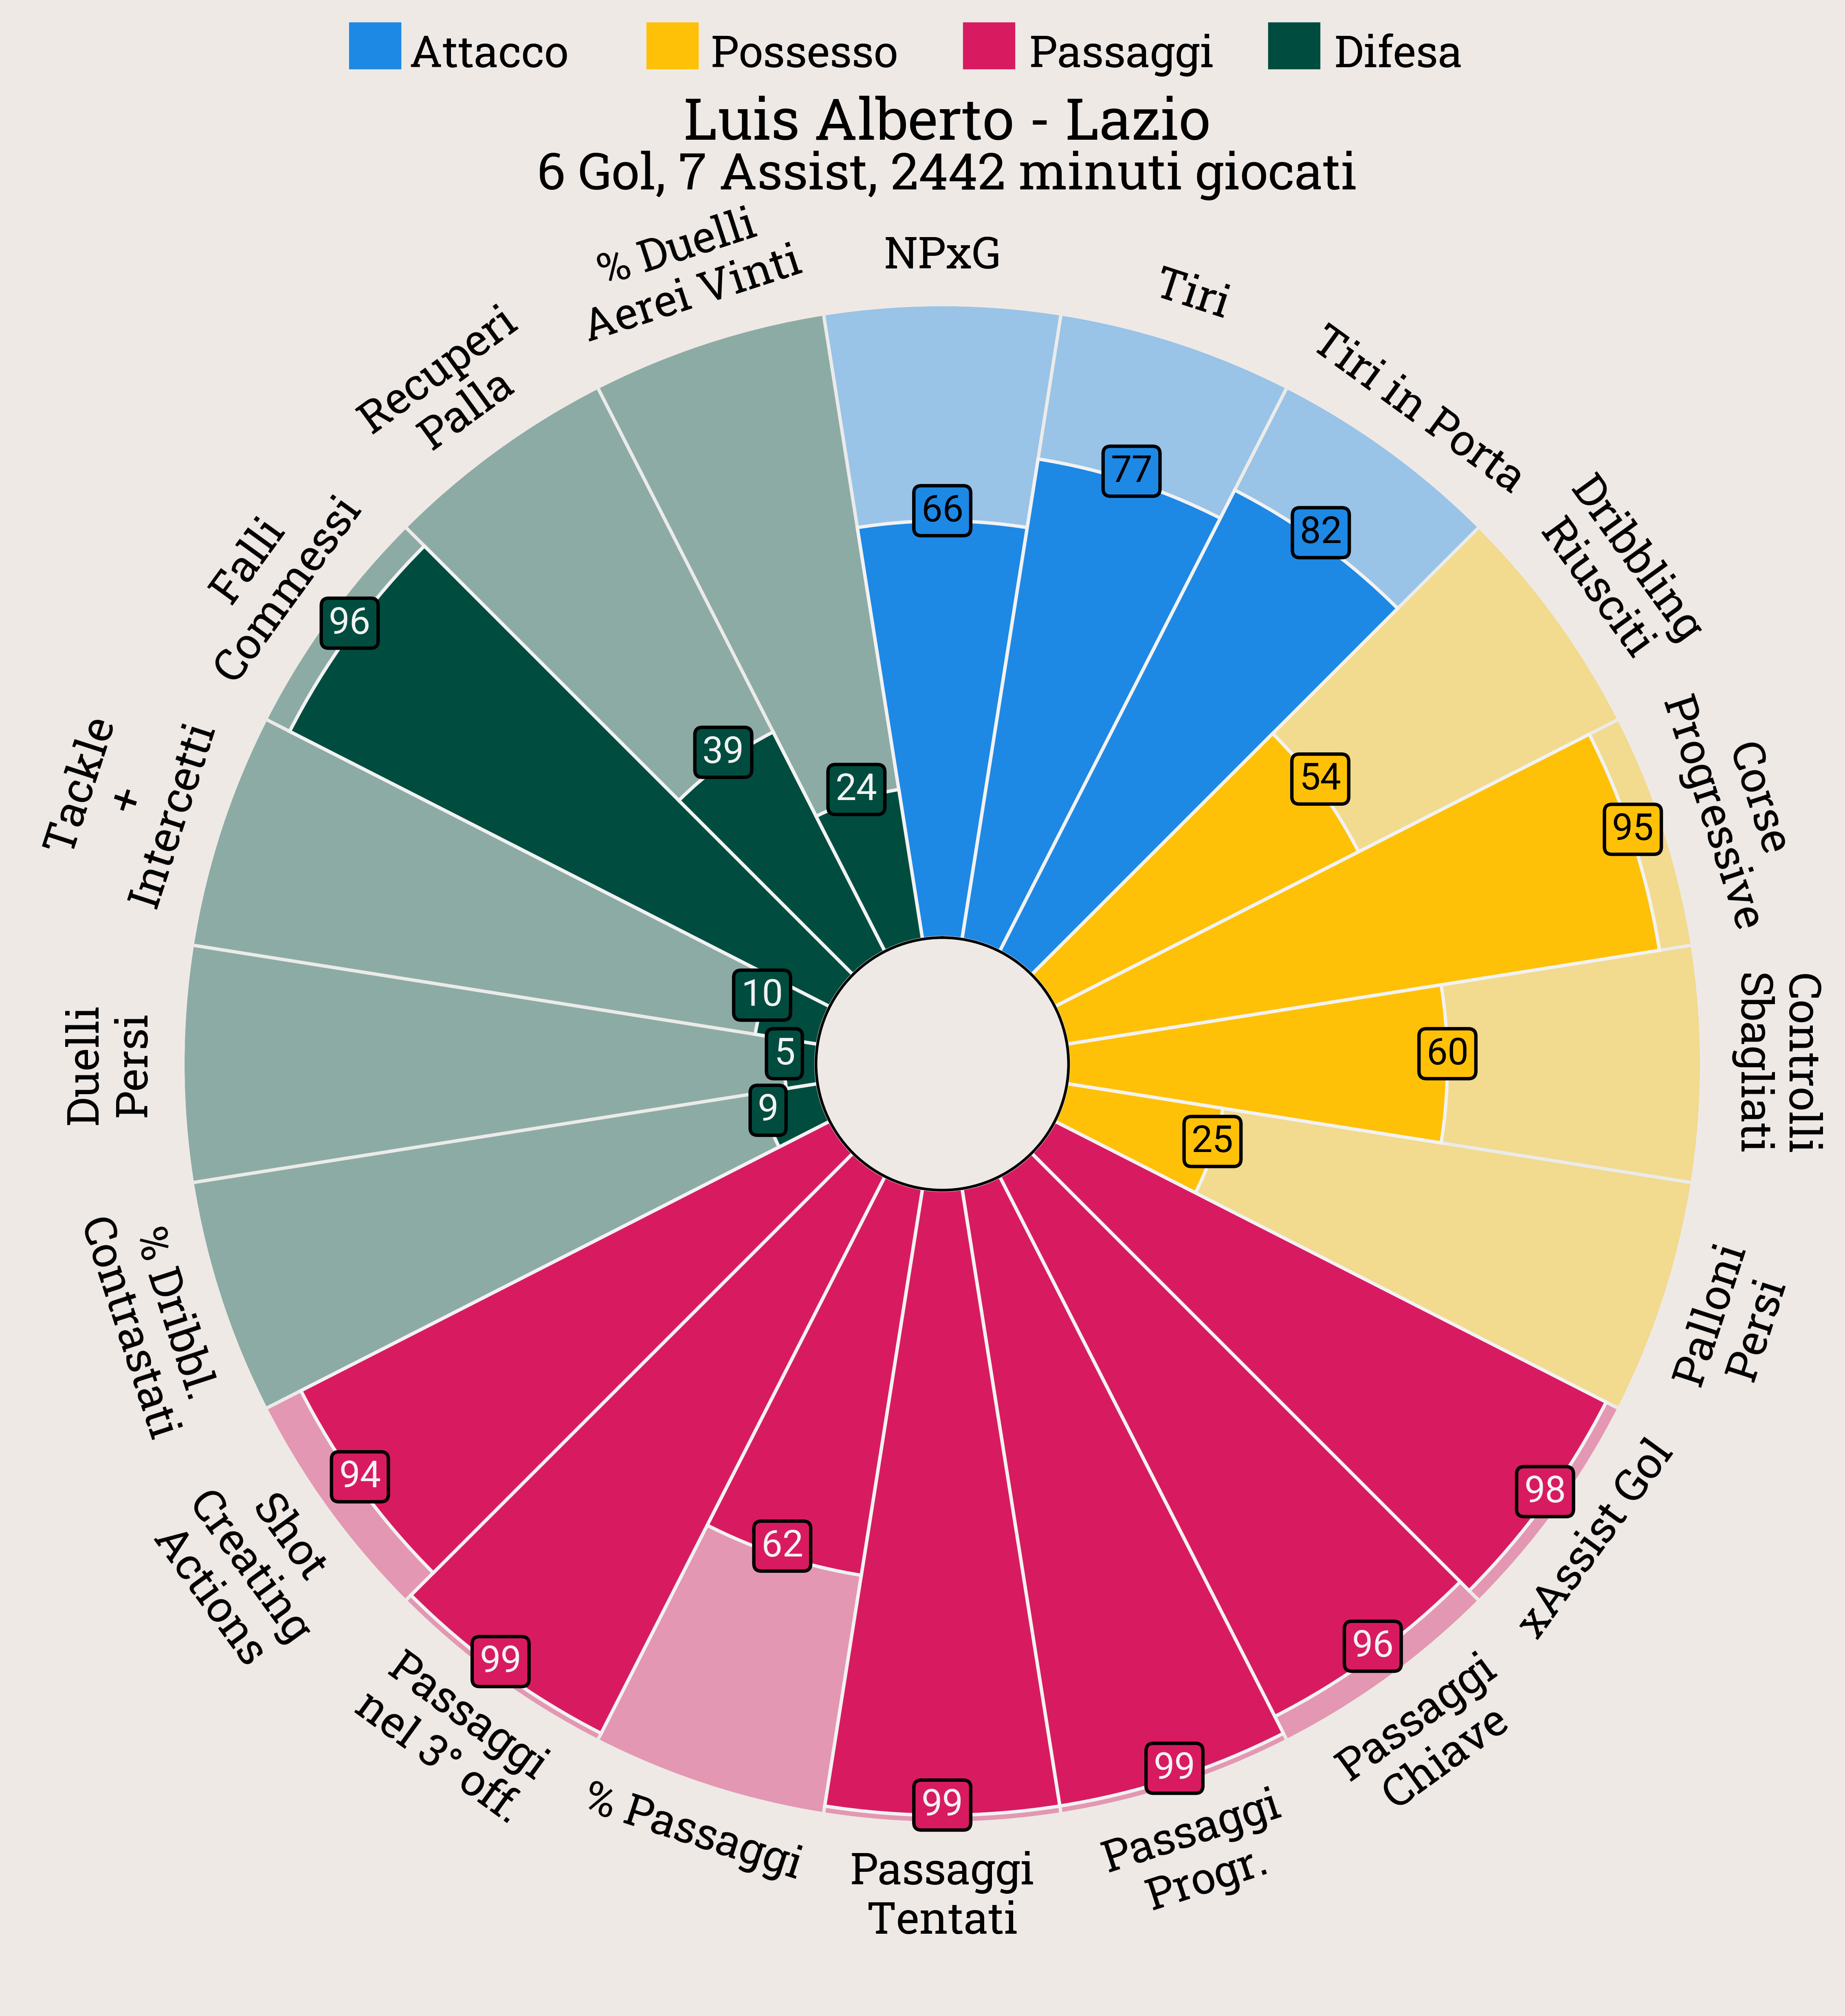 Attacco
Possesso
Passaggi
Difesa
Luis Alberto - Lazio
6 Gol, 7 Assist, 2442 minuti giocati
NPxG
66
Tiri
77
Tiri in Porta
82
Dribbling
Riusciti
54
Corse
Progressive
95
Controlli
Sbagliati
60
Palloni
Persi
25
xAssist Gol
98
Passaggi
Chiave
96
Passaggi
Progr.
99
Passaggi
Tentati
99
% Passaggi
62
Passaggi
nel 3° off.
99
Shot
Creating
Actions
94
% Dribbl.
Contrastati
9
Duelli
Persi
5
Tackle
+
Intercetti
10
Falli
Commessi
96
Recuperi
Palla
39
% Duelli
Aerei Vinti
24